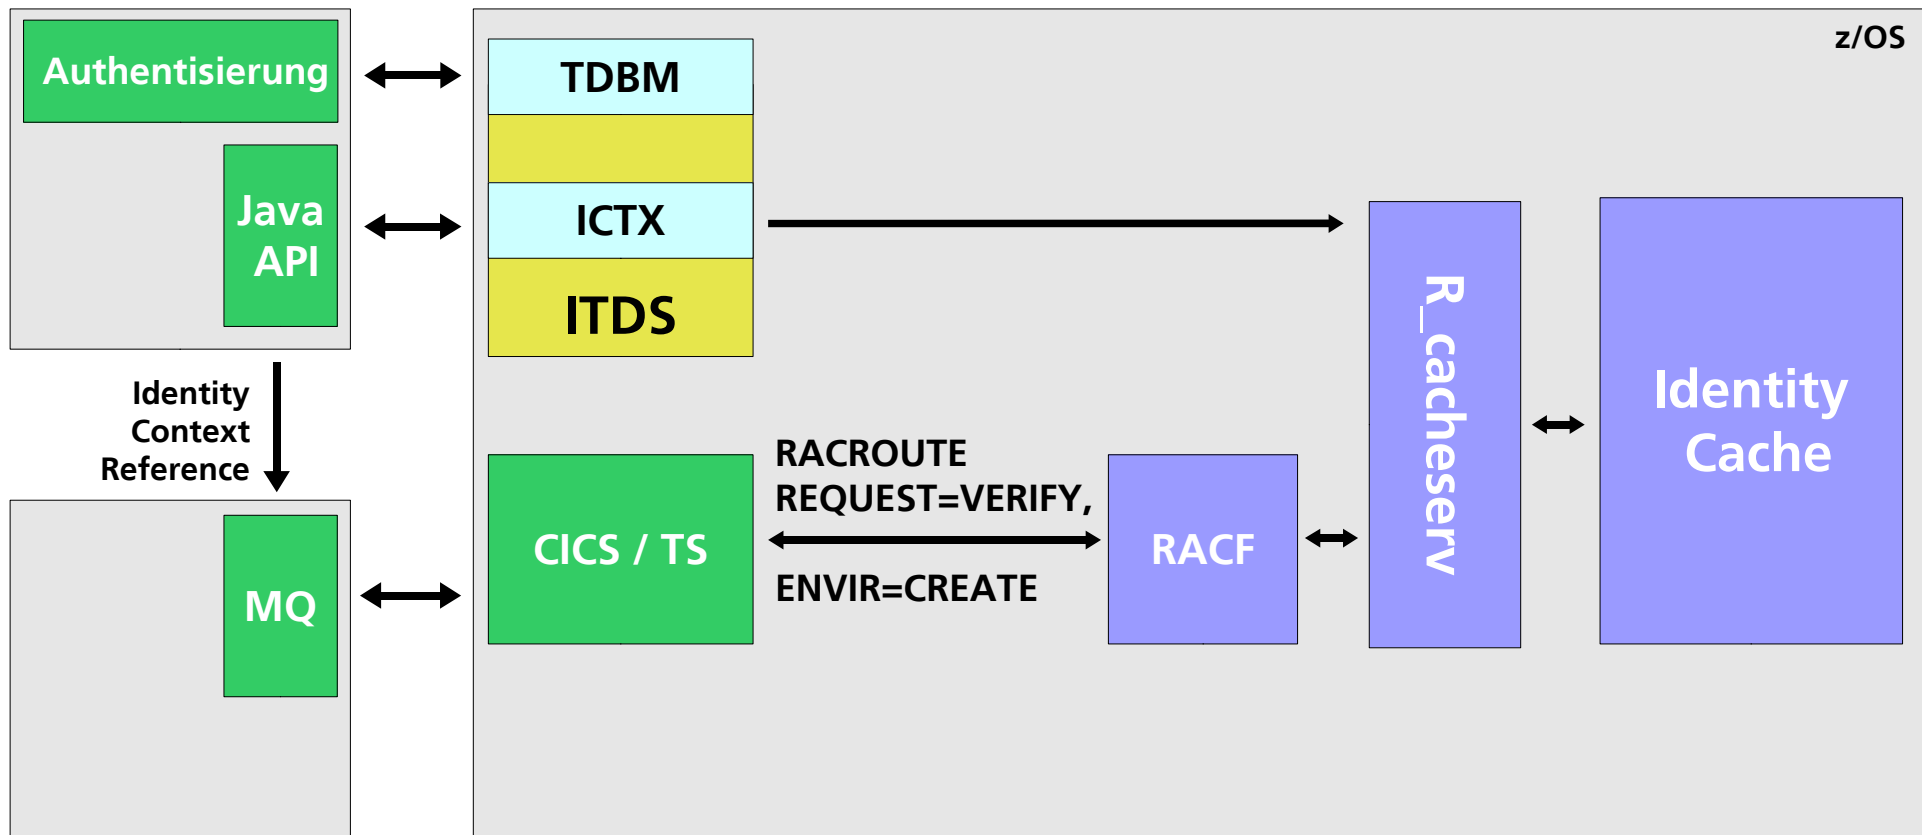 z/OS
Authentisierung
TDBM
Java
API
ICTX
ITDS
R_cacheserv
Identity
Cache
Identity
Context
Reference
MQ
CICS / TS
RACROUTE
REQUEST=VERIFY,
ENVIR=CREATE
RACF